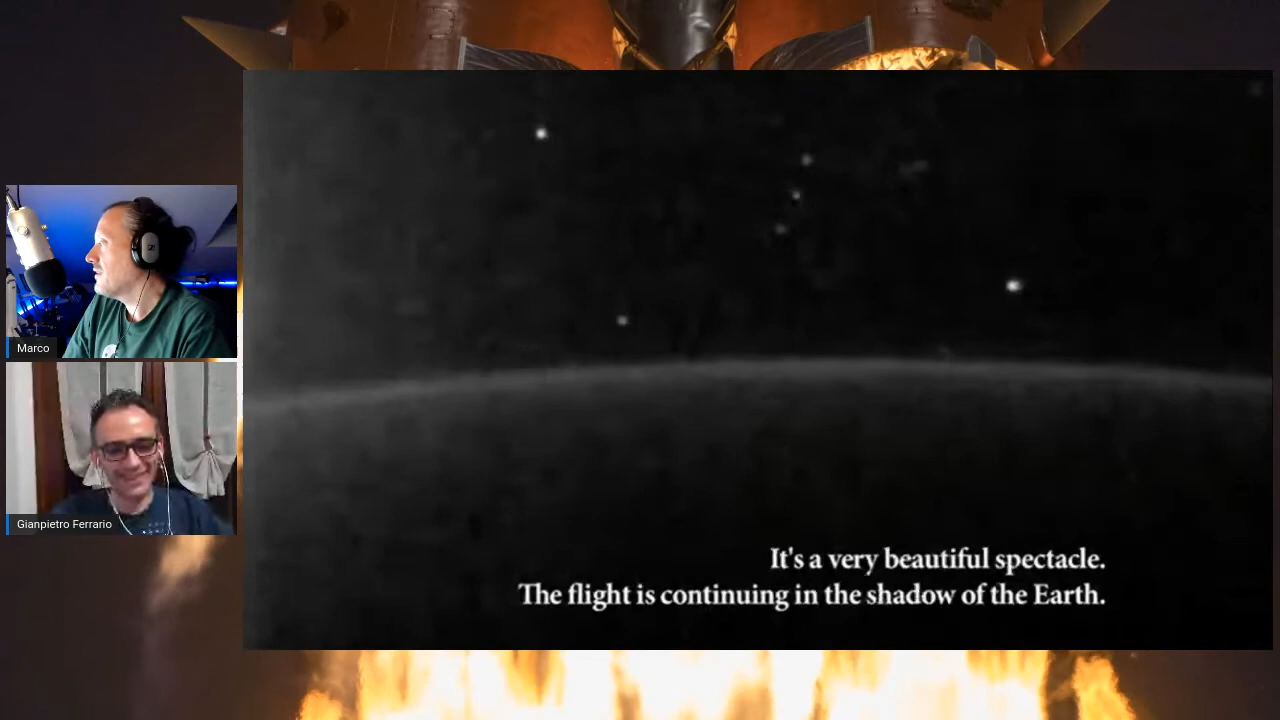 Marco
Gianpietro Ferrario
It's a very beautiful spectacle.
The flight is continuing in the shadow of the Earth.